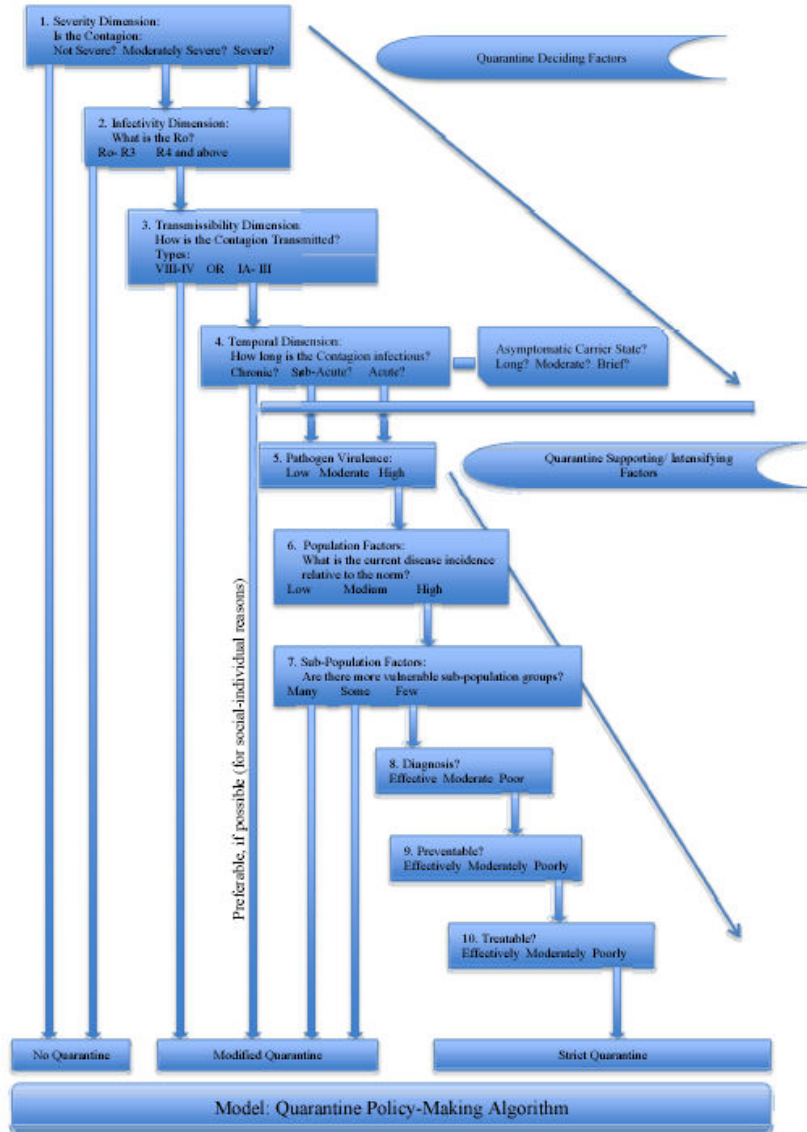 1. Severity Dimension:
Is the Contagion:
Not Severe? Moderately Severe? Severe?
Quarantine Deciding Factors
2. Infectivity Dimension:
What is the Ro?
Ro- R3 R4 and above
3. Transmissibility Dimension:
How is the Contagion Transmitted?
Types:
VIII-IV OR IA- III
4. Temporal Dimension:
How long is the Contagion infectious?
Chronic? Sub-Acute? Acute?
Asymptomatic Carrier State?
Long? Moderate? Brief?
5. Pathogen Virulence:
Low Moderate High
Quarantine Supporting/ Intensifying
Factors
6. Population Factors:
What is the current disease incidence
relative to the norm?
Low Medium High
7. Sub-Population Factors:
Are there more vulnerable sub-population groups?
Many Some Few
8. Diagnosis?
Effective Moderate Poor
9. Preventable?
Effectively Moderately Poorly
10. Treatable?
Effectively Moderately Poorly
Preferable, if possible (for social-individual reasons)
No Quarantine
Modified Quarantine
Strict Quarantine
Model: Quarantine Policy-Making Algorithm